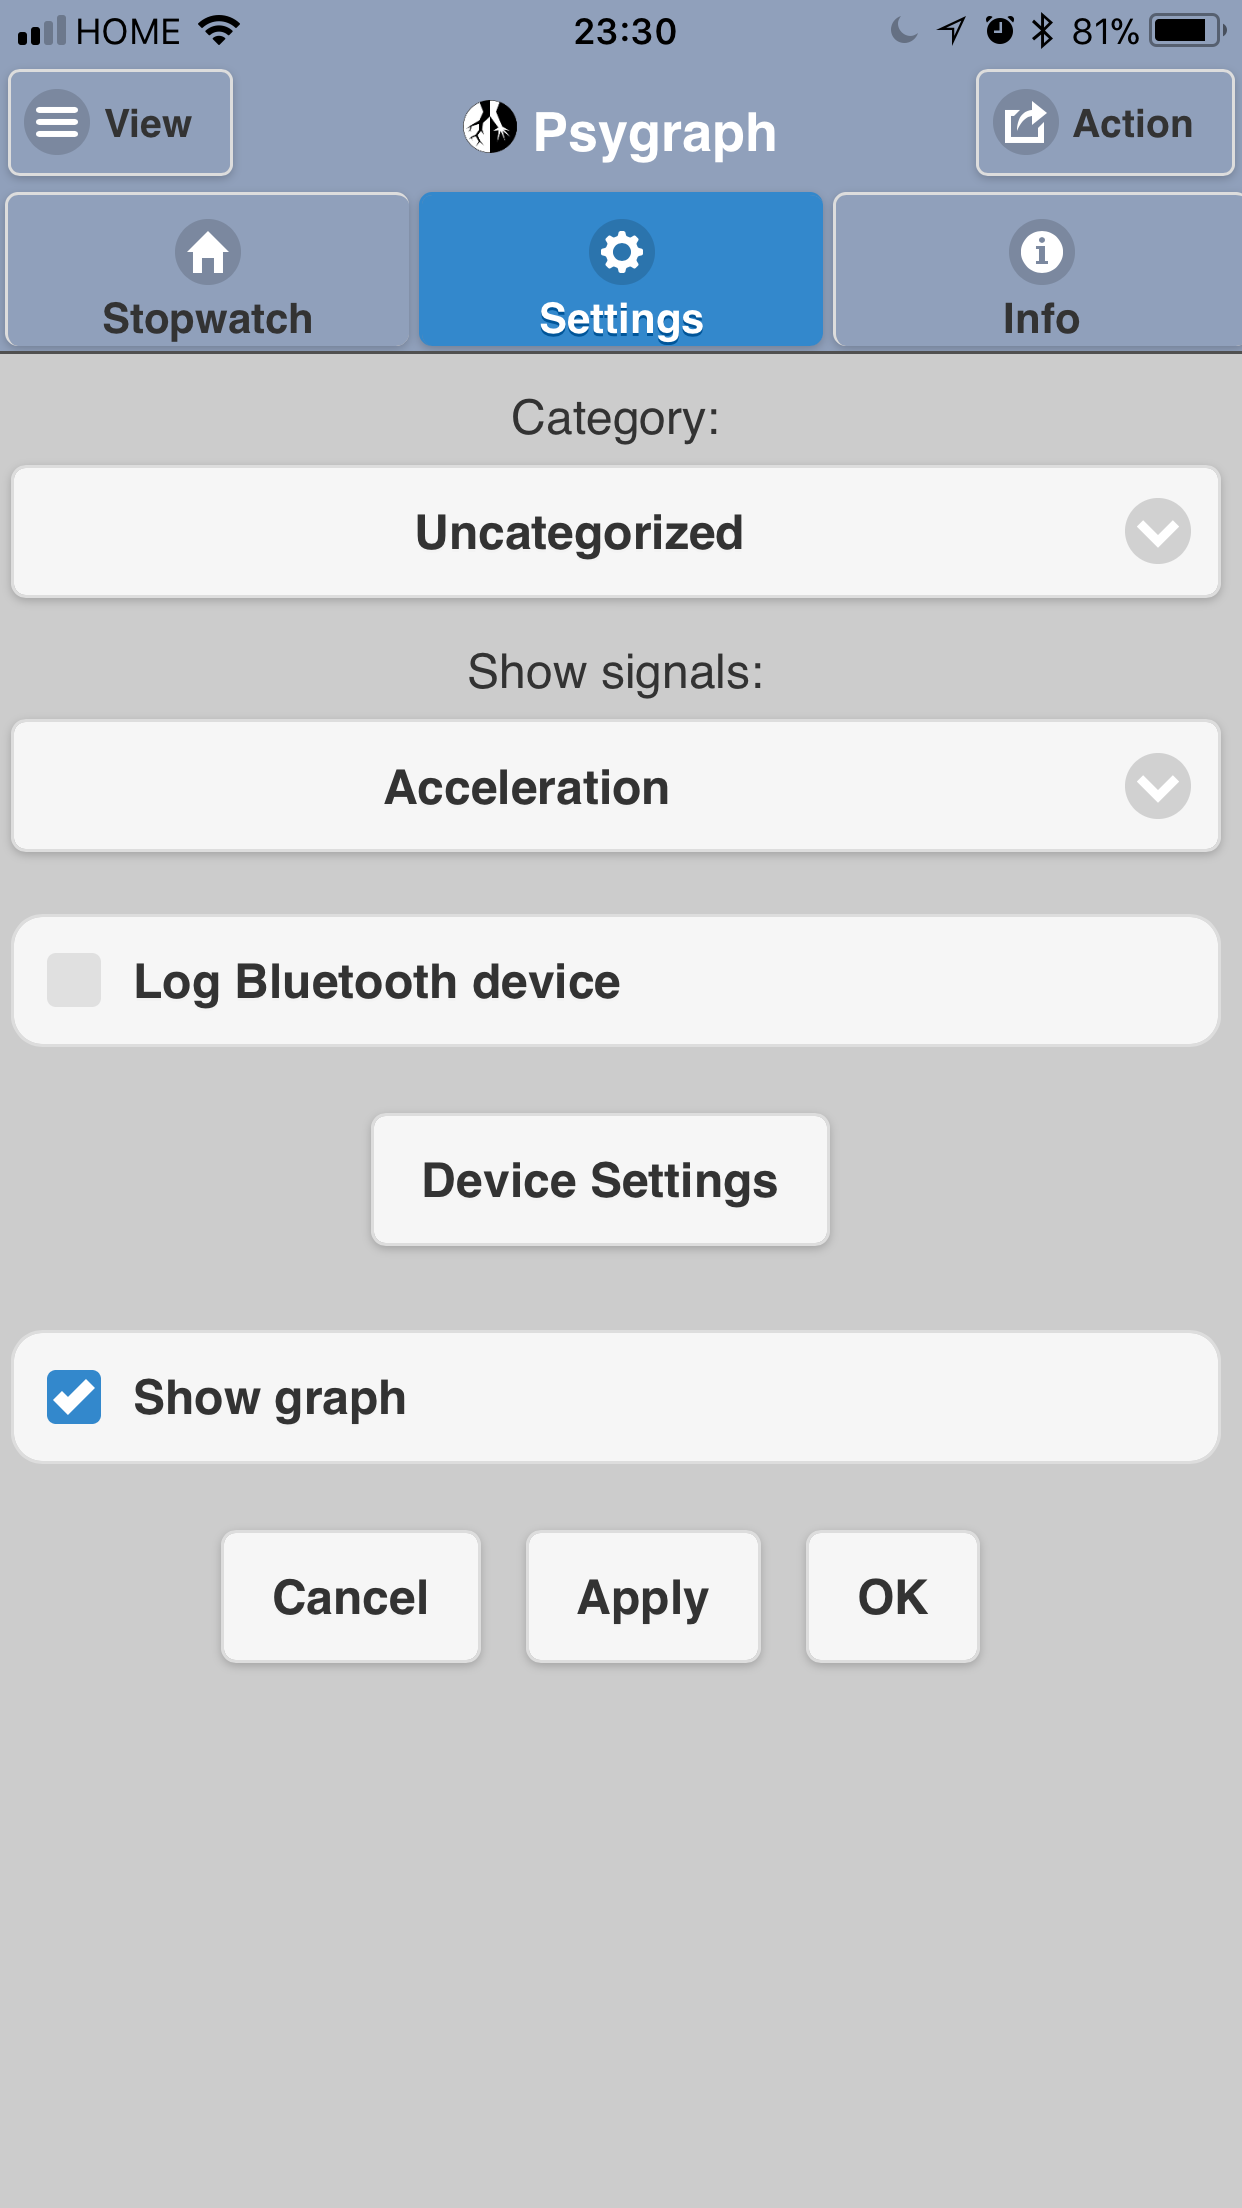 HOME 23:30 81%
View Psygraph Action
Stopwatch Settings Info
Category:
Uncategorized
Show signals:
Acceleration
Log Bluetooth device
Device Settings
Show graph
Cancel Apply OK